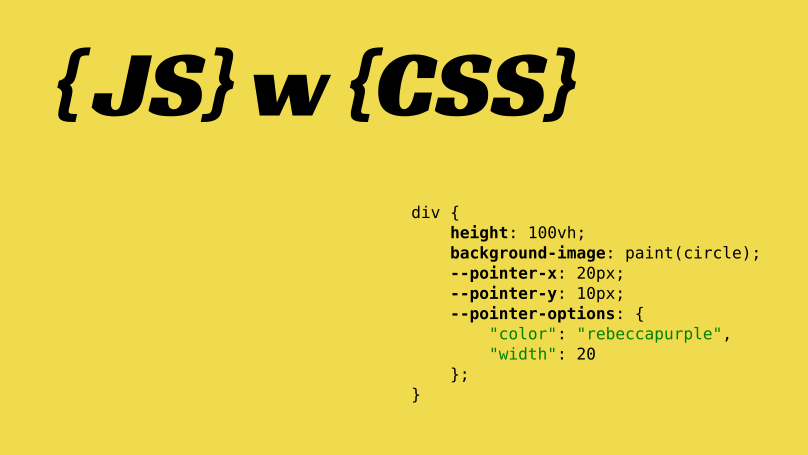 { JS} w {CSS}
div {
    height: 100vh;
    background-image: paint(circle);
    --pointer-x: 20px;
    --pointer-y: 10px;
    --pointer-options: {
        "color": "rebeccapurple",
        "width": 20
    };
}